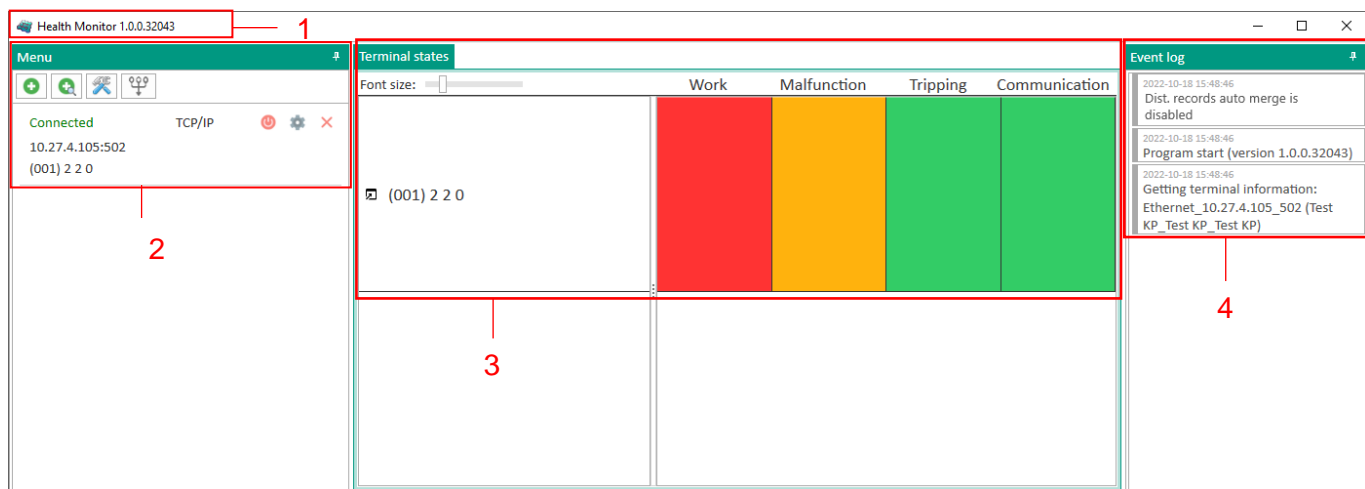 Health Monitor 1.0.0.32043
1
Menu
Connected TCP/IP
10.27.4.105:502
(001) 2 2 0
2
Terminal states
Font size:
Work Malfunction Tripping Communication
(001) 2 2 0
3
Event log
2022-10-18 15:48:46
Dist. records auto merge is
disabled
2022-10-18 15:48:46
Program start (version 1.0.0.32043)
2022-10-18 15:48:46
Getting terminal information:
Ethernet_10.27.4.105_502 (Test
KP_Test KP_Test KP)
4